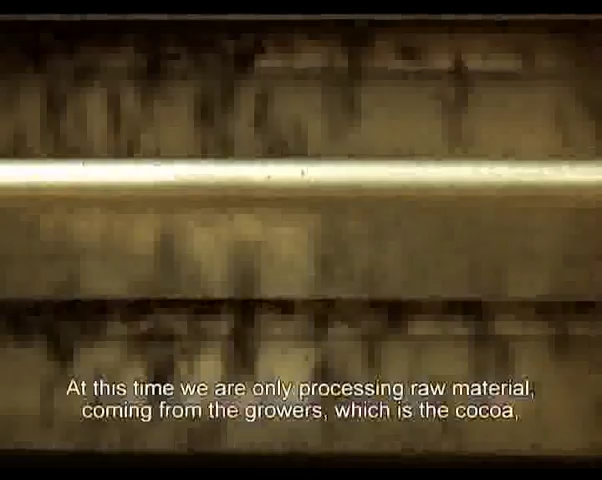 At this time we are only processing raw material,
coming from the growers, which is the cocoa,